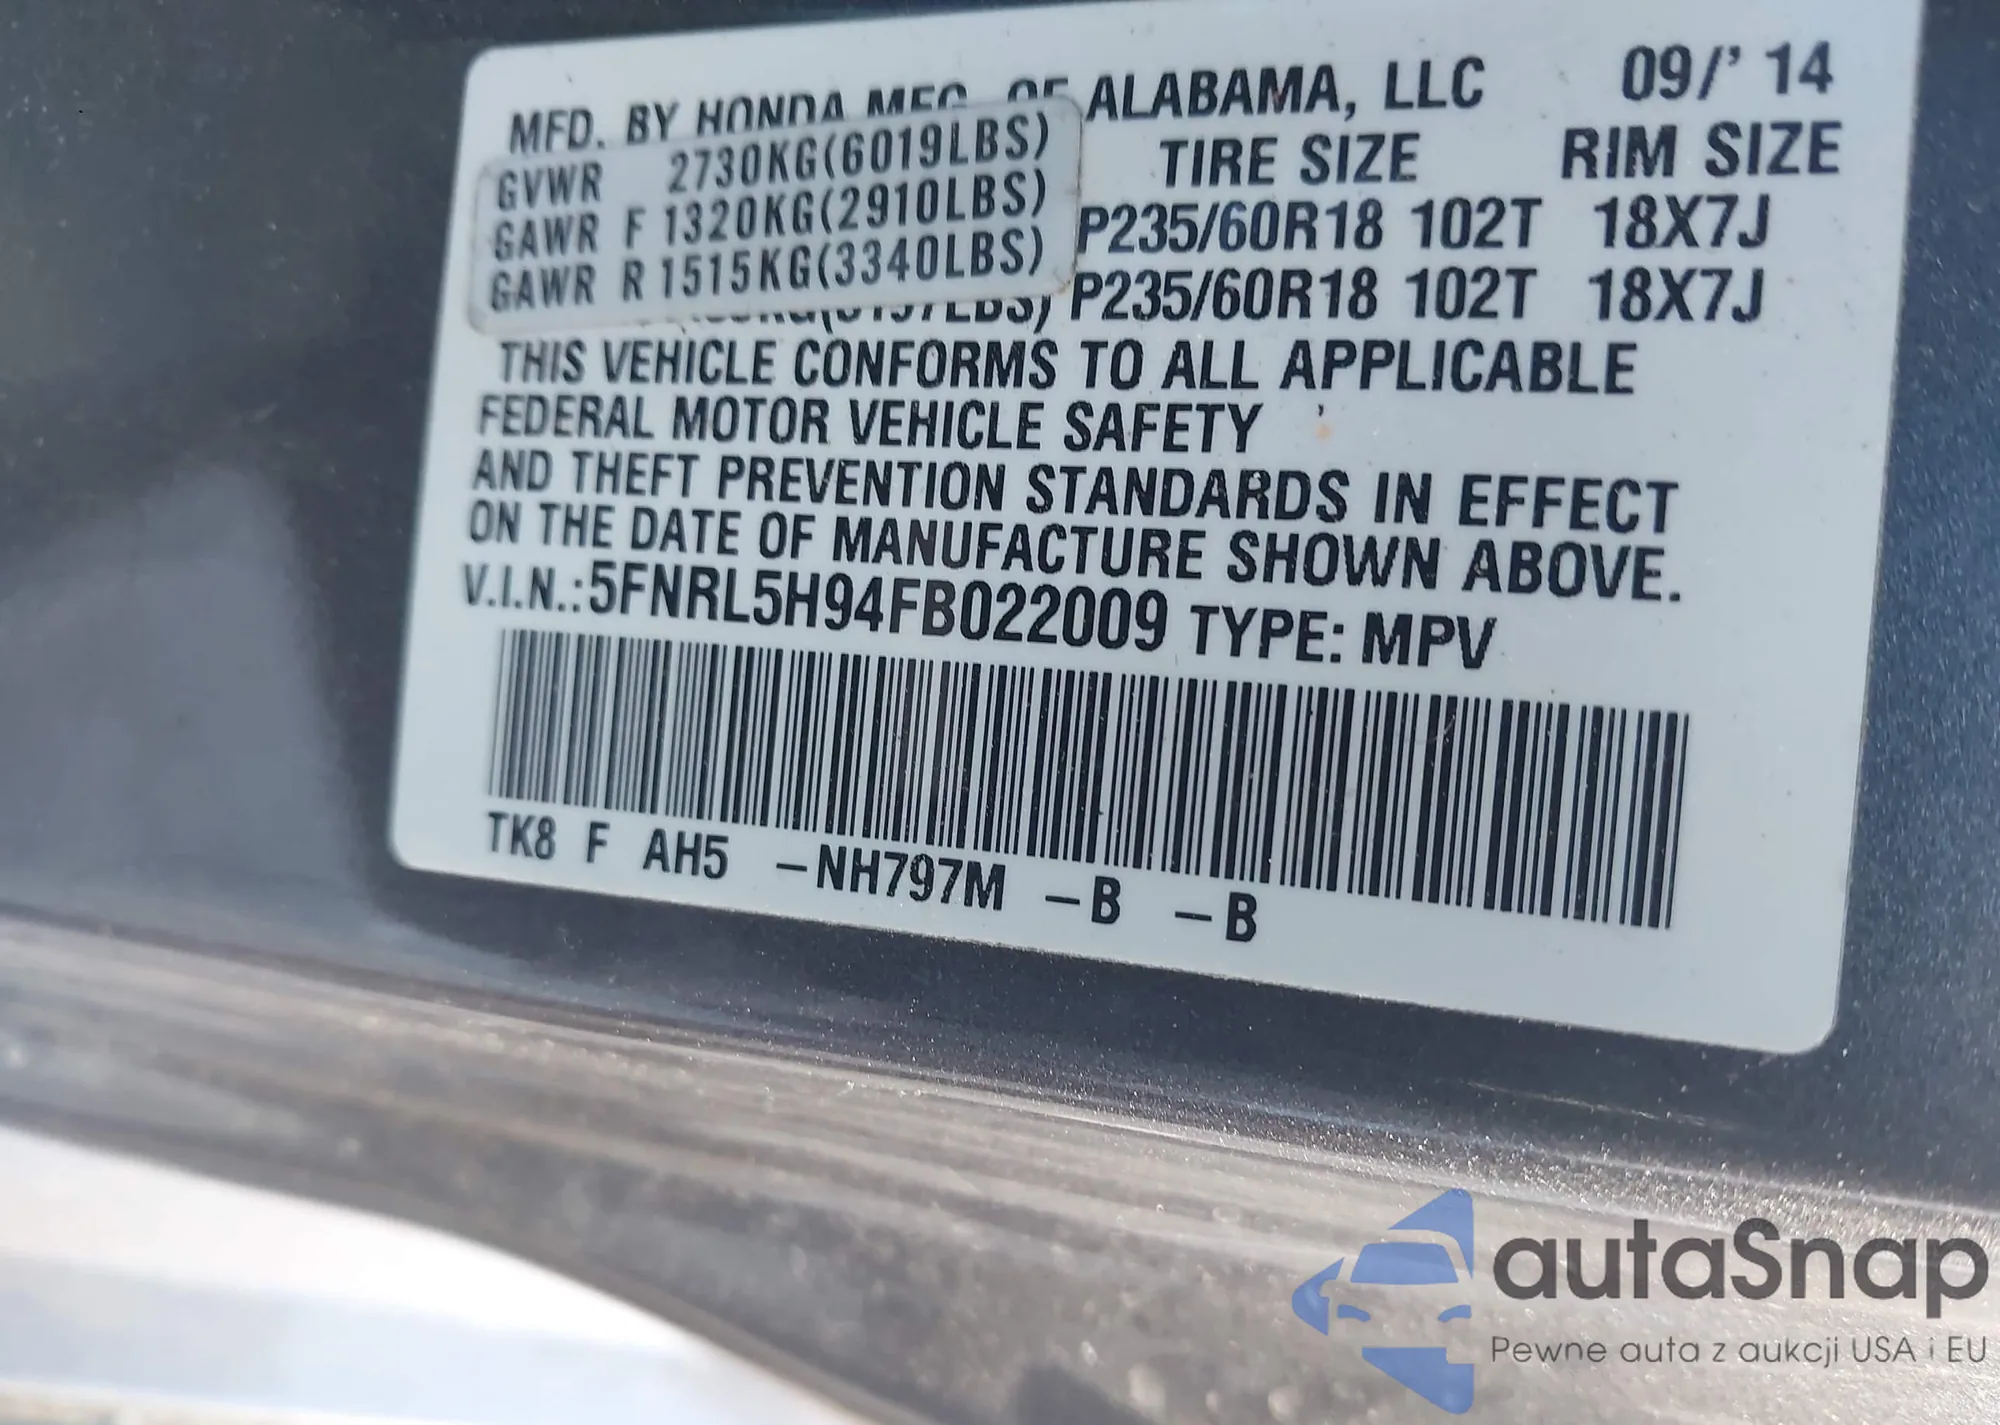 MFD. BY HONDA MFG. OF ALABAMA, LLC 09/' 14
TIRE SIZE RIM SIZE
GVWR 2730KG(6019LBS)
GAWR F 1320KG(2910LBS) P235/60R18 102T 18X7J
GAWR R 1515KG(3340LBS) P235/60R18 102T 18X7J
THIS VEHICLE CONFORMS TO ALL APPLICABLE
FEDERAL MOTOR VEHICLE SAFETY
AND THEFT PREVENTION STANDARDS IN EFFECT
ON THE DATE OF MANUFACTURE SHOWN ABOVE.
V.I.N.:5FNRL5H94FB022009 TYPE: MPV
TK8 F AH5 -NH797M -B -B
autaSnap
Pewne auta z aukcji USA i EU